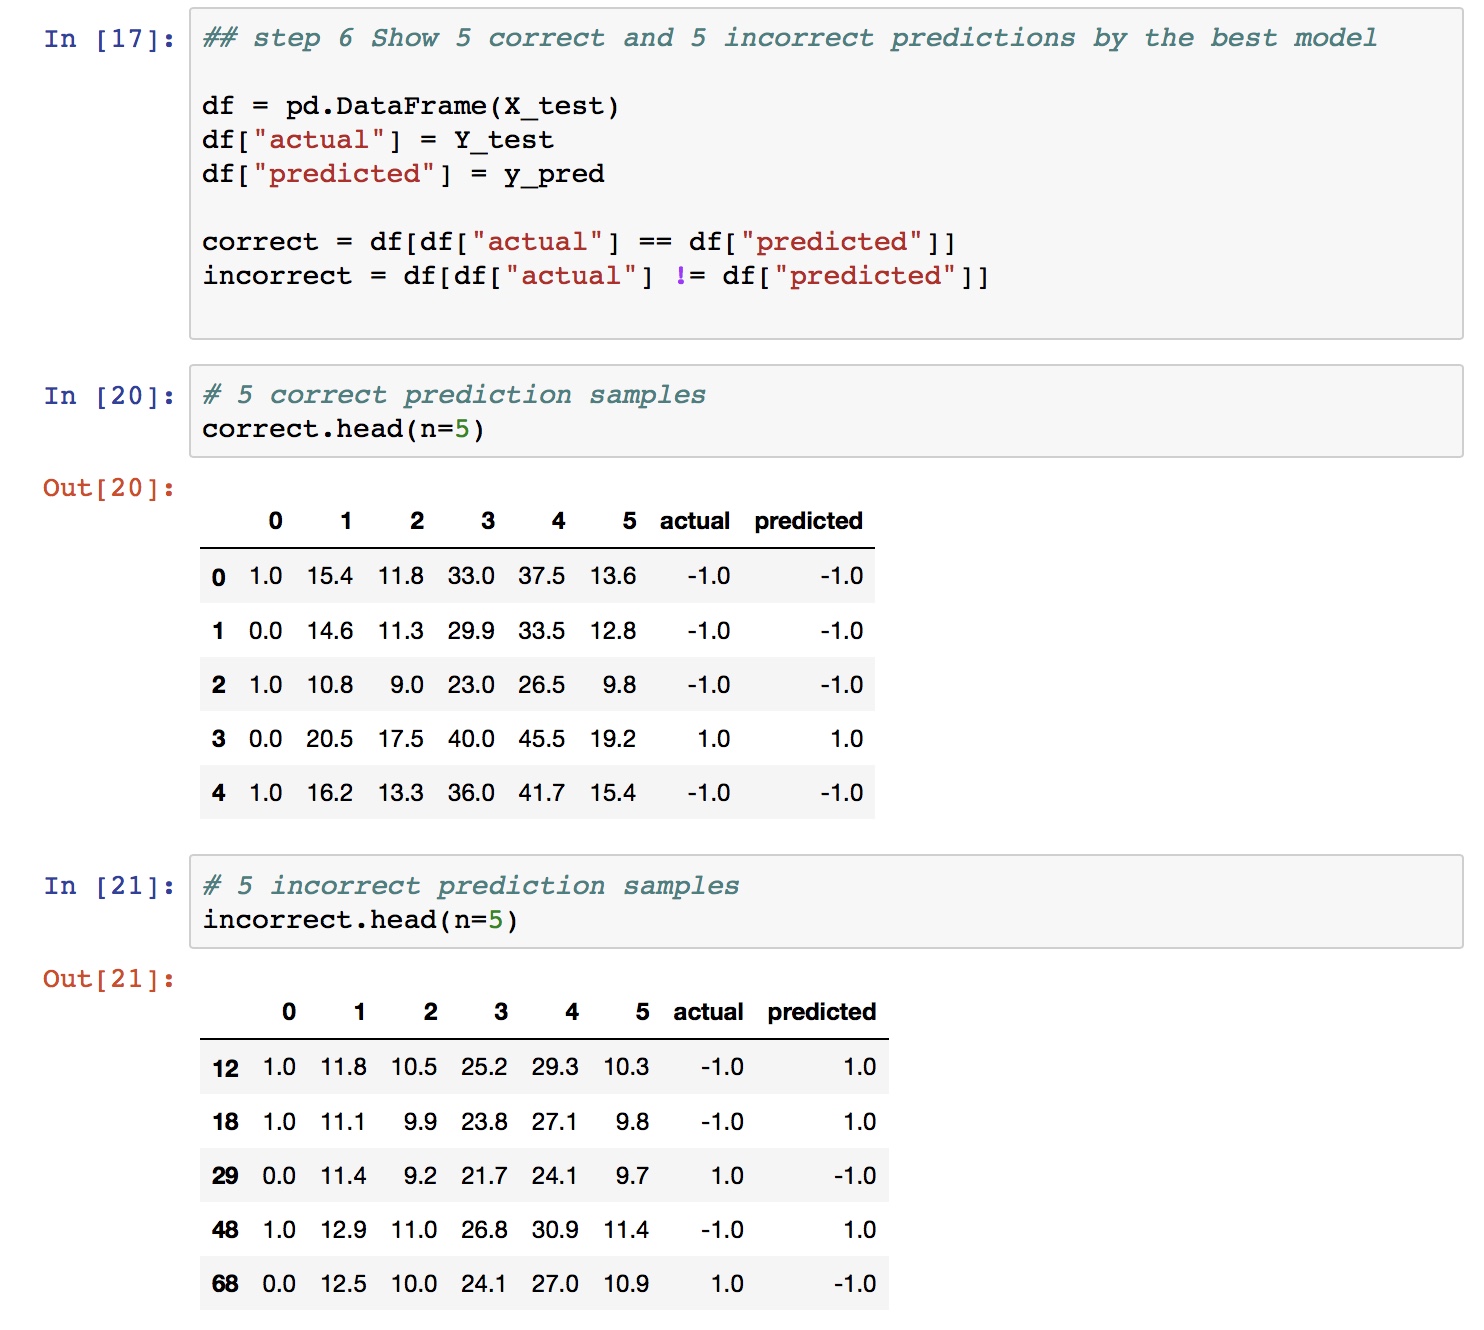 In [17]: ## step 6 Show 5 correct and 5 incorrect predictions by the best model
df = pd.DataFrame(X_test)
df["actual"] = Y_test
df["predicted"] = y_pred
correct = df[df["actual"] == df["predicted"]]
incorrect = df[df["actual"] != df["predicted"]]
In [20]: # 5 correct prediction samples
correct.head(n=5)
Out[20]:
0 1 2 3 4 5 actual predicted
0 1.0 15.4 11.8 33.0 37.5 13.6 -1.0 -1.0
1 0.0 14.6 11.3 29.9 33.5 12.8 -1.0 -1.0
2 1.0 10.8 9.0 23.0 26.5 9.8 -1.0 -1.0
3 0.0 20.5 17.5 40.0 45.5 19.2 1.0 1.0
4 1.0 16.2 13.3 36.0 41.7 15.4 -1.0 -1.0
In [21]: # 5 incorrect prediction samples
incorrect.head(n=5)
Out[21]:
0 1 2 3 4 5 actual predicted
12 1.0 11.8 10.5 25.2 29.3 10.3 -1.0 1.0
18 1.0 11.1 9.9 23.8 27.1 9.8 -1.0 1.0
29 0.0 11.4 9.2 21.7 24.1 9.7 1.0 -1.0
48 1.0 12.9 11.0 26.8 30.9 11.4 -1.0 1.0
68 0.0 12.5 10.0 24.1 27.0 10.9 1.0 -1.0